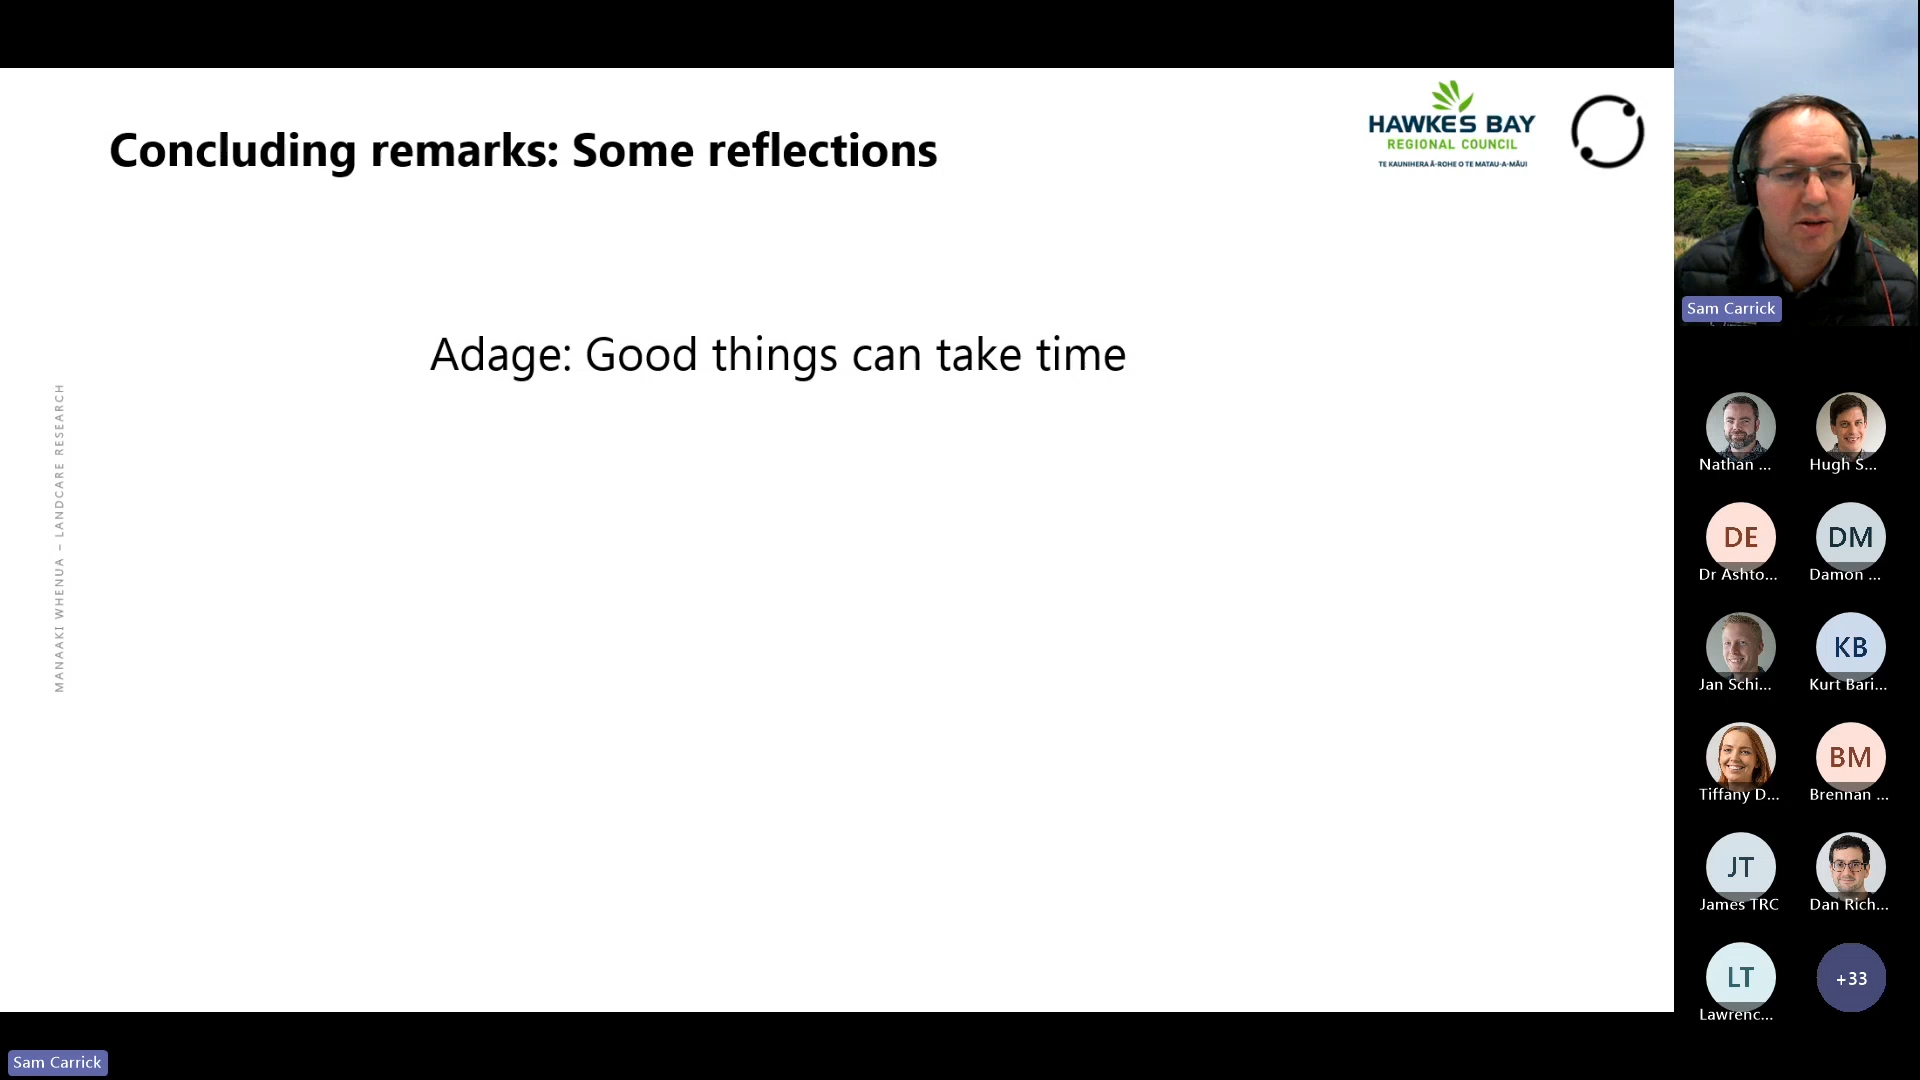 Concluding remarks: Some reflections
HAWKE'S BAY
REGIONAL COUNCIL
TE KAUNIHERA Ā-ROHE O TE MATAU-A-MĀUI
Adage: Good things can take time
MANAAKI WHENUA – LANDCARE RESEARCH
Sam Carrick
Nathan ...
Hugh S...
DE
Dr Ashto...
DM
Damon ...
Jan Schi...
KB
Kurt Bari...
Tiffany D...
BM
Brennan ...
JT
James TRC
Dan Rich...
LT
Lawrenc...
+33
Sam Carrick